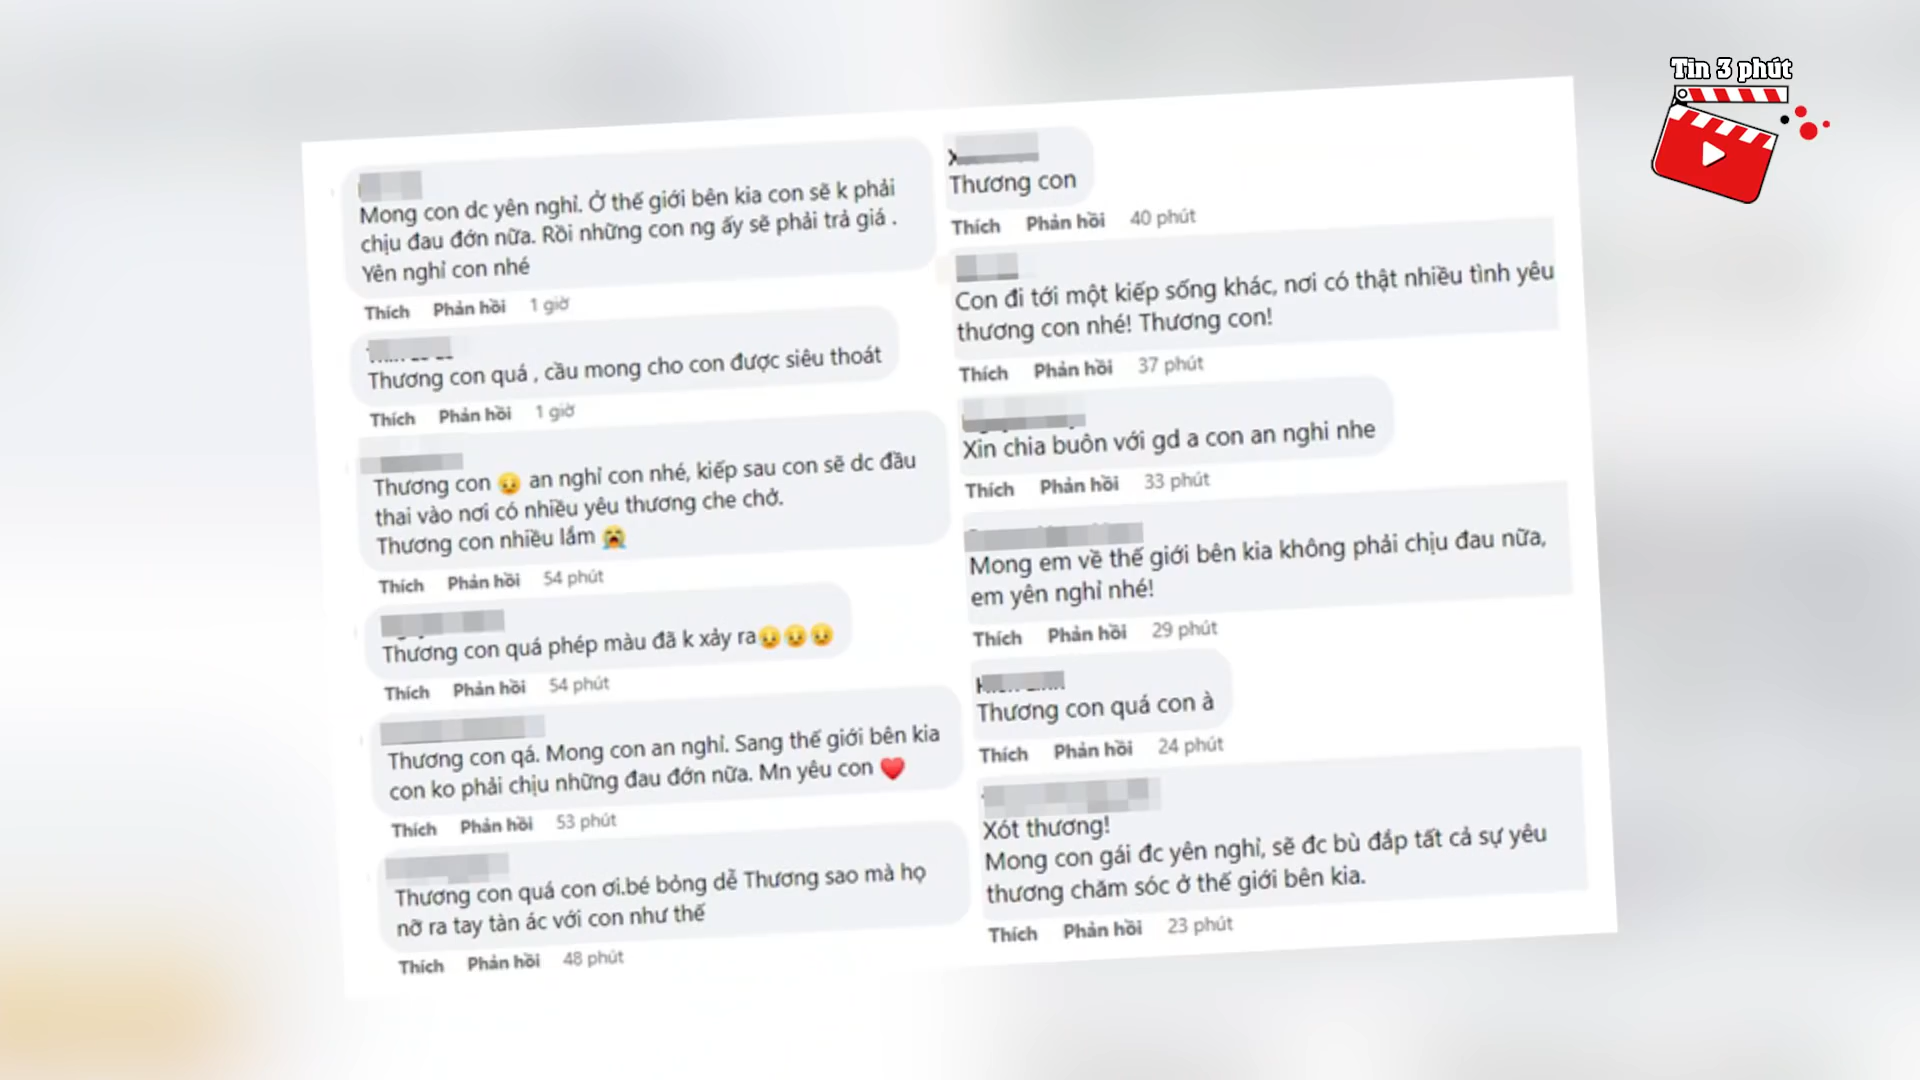 Tin 3 phút
Mong con dc yên nghỉ. Ở thế giới bên kia con sẽ k phải
chịu đau đớn nữa. Rồi những con ng ấy sẽ phải trả giá .
Yên nghỉ con nhé
Thích Phản hồi 1 giờ
Thương con quá , cầu mong cho con được siêu thoát
Thích Phản hồi 1 giờ
Thương con 😥 an nghỉ con nhé, kiếp sau con sẽ dc đầu
thai vào nơi có nhiều yêu thương che chở.
Thương con nhiều lắm 😭
Thích Phản hồi 54 phút
Thương con quá phép màu đã k xảy ra😥😥😥
Thích Phản hồi 54 phút
Thương con qá. Mong con an nghỉ. Sang thế giới bên kia
con ko phải chịu những đau đớn nữa. Mn yêu con ❤️
Thích Phản hồi 53 phút
Thương con quá con ơi.bé bỏng dễ Thương sao mà họ
nỡ ra tay tàn ác với con như thế
Thích Phản hồi 48 phút
Thương con
Thích Phản hồi 40 phút
Con đi tới một kiếp sống khác, nơi có thật nhiều tình yêu
thương con nhé! Thương con!
Thích Phản hồi 37 phút
Xin chia buồn với gd a con an nghi nhe
Thích Phản hồi 33 phút
Mong em về thế giới bên kia không phải chịu đau nữa,
em yên nghỉ nhé!
Thích Phản hồi 29 phút
Thương con quá con à
Thích Phản hồi 24 phút
Xót thương!
Mong con gái đc yên nghỉ, sẽ đc bù đắp tất cả sự yêu
thương chăm sóc ở thế giới bên kia.
Thích Phản hồi 23 phút